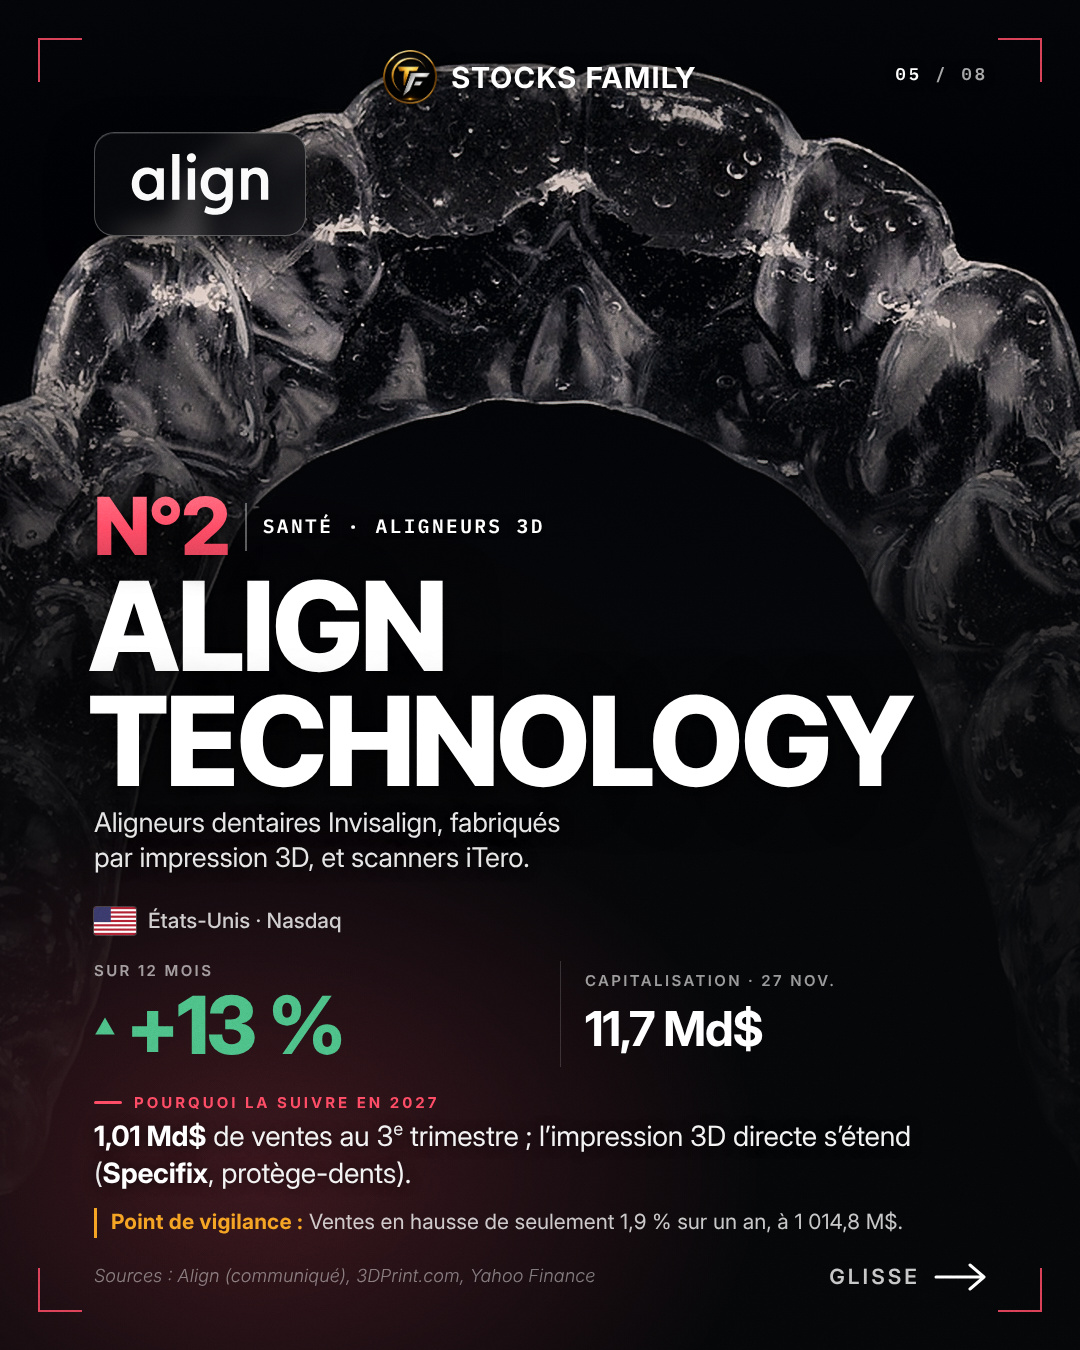 TF
STOCKS FAMILY
05 / 08
align
N°2
SANTÉ · ALIGNEURS 3D
ALIGN
TECHNOLOGY
Aligneurs dentaires Invisalign, fabriqués
par impression 3D, et scanners iTero.
États-Unis · Nasdaq
SUR 12 MOIS
▲ +13 %
CAPITALISATION · 27 NOV.
11,7 Md$
POURQUOI LA SUIVRE EN 2027
1,01 Md$ de ventes au 3e trimestre ; l’impression 3D directe s’étend
(Specifix, protège-dents).
Point de vigilance : Ventes en hausse de seulement 1,9 % sur un an, à 1 014,8 M$.
Sources : Align (communiqué), 3DPrint.com, Yahoo Finance
GLISSE →